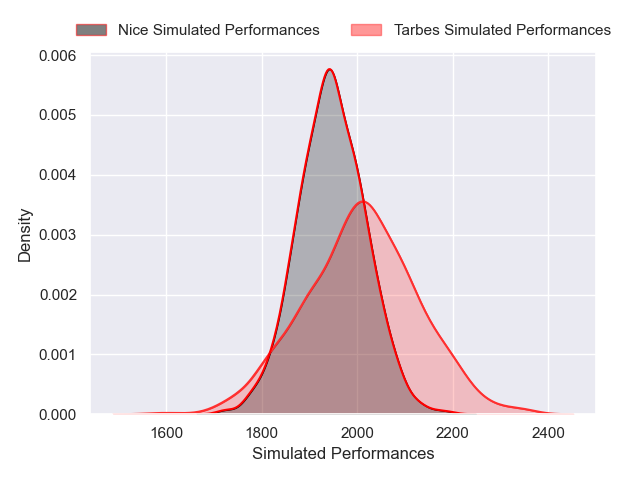 Nice Simulated Performances Tarbes Simulated Performances
0.006
0.005
0.004
0.003
0.002
0.001
0.000
Density
1600 1800 2000 2200 2400
Simulated Performances